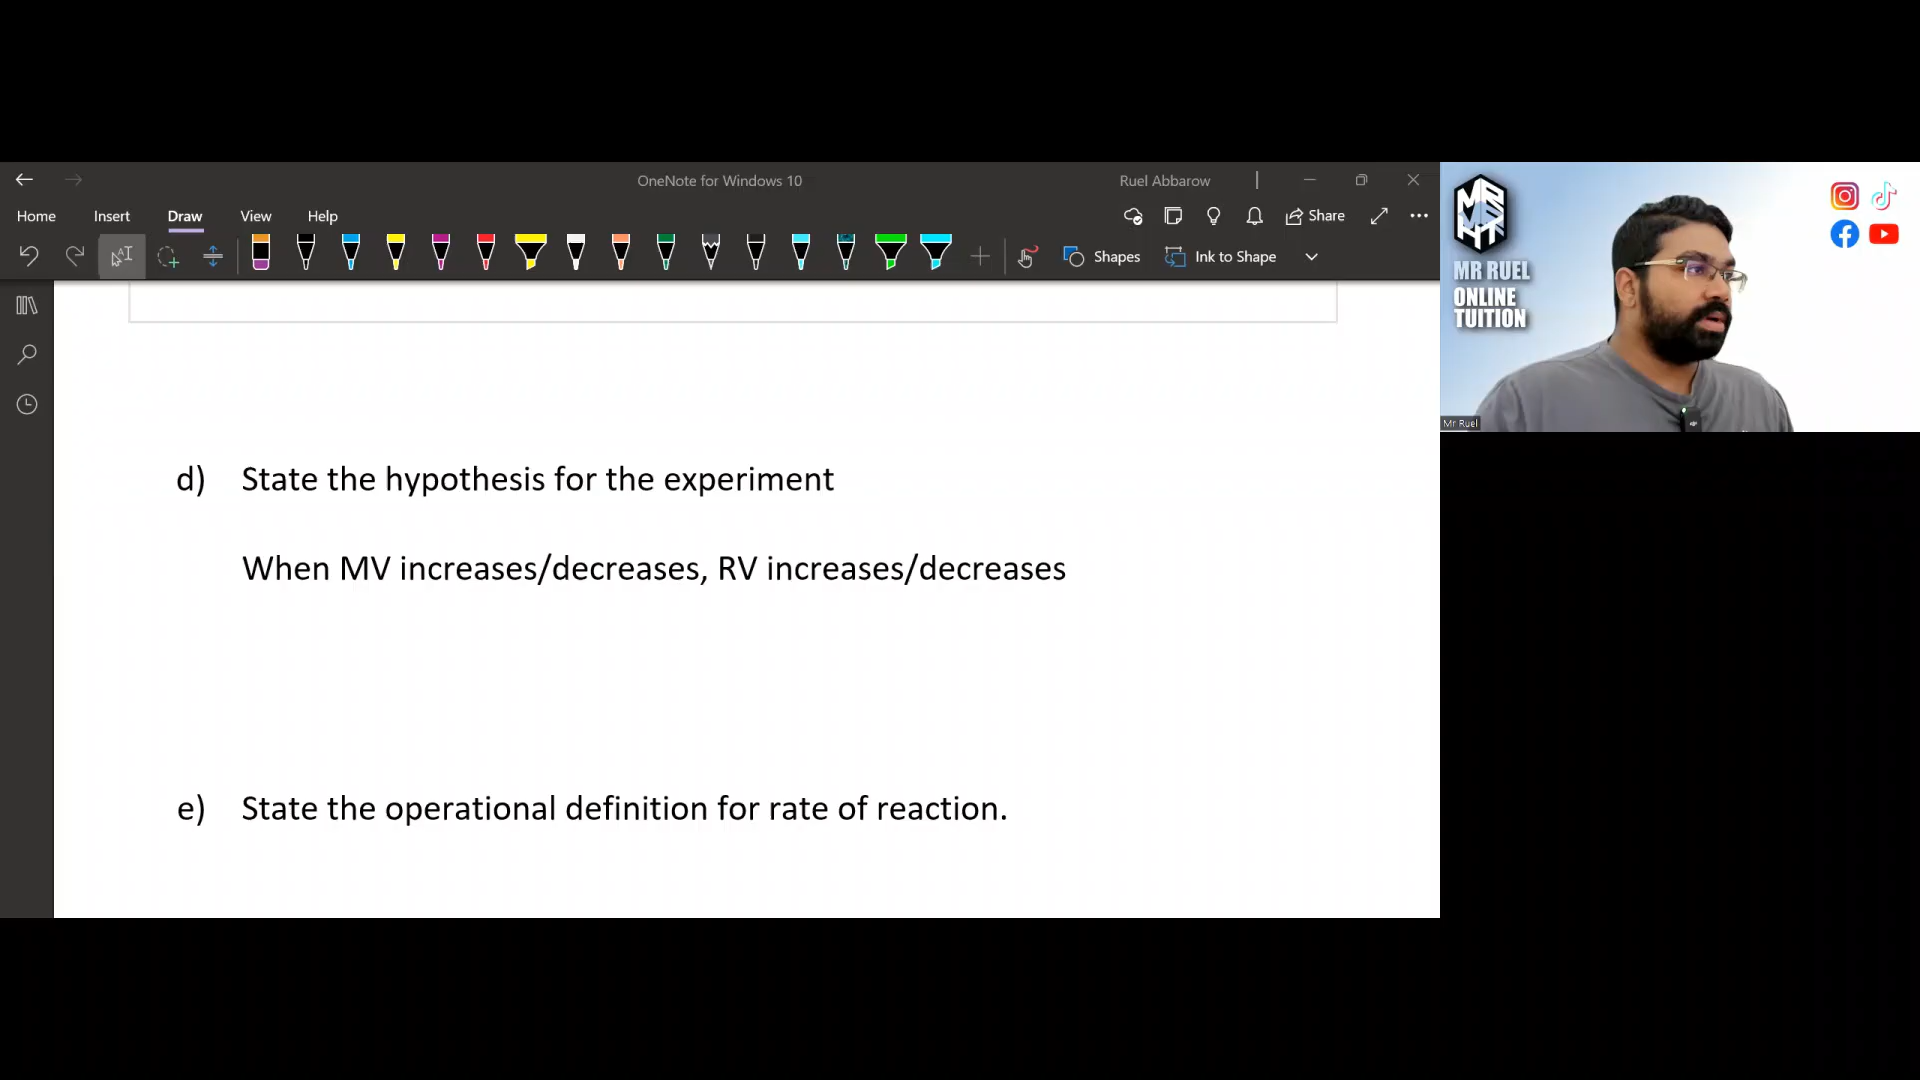 OneNote for Windows 10
Ruel Abbarow
Home Insert Draw View Help
Share
Shapes
Ink to Shape
MR RUEL
ONLINE
TUITION
Mr Ruel
d) State the hypothesis for the experiment
When MV increases/decreases, RV increases/decreases
e) State the operational definition for rate of reaction.